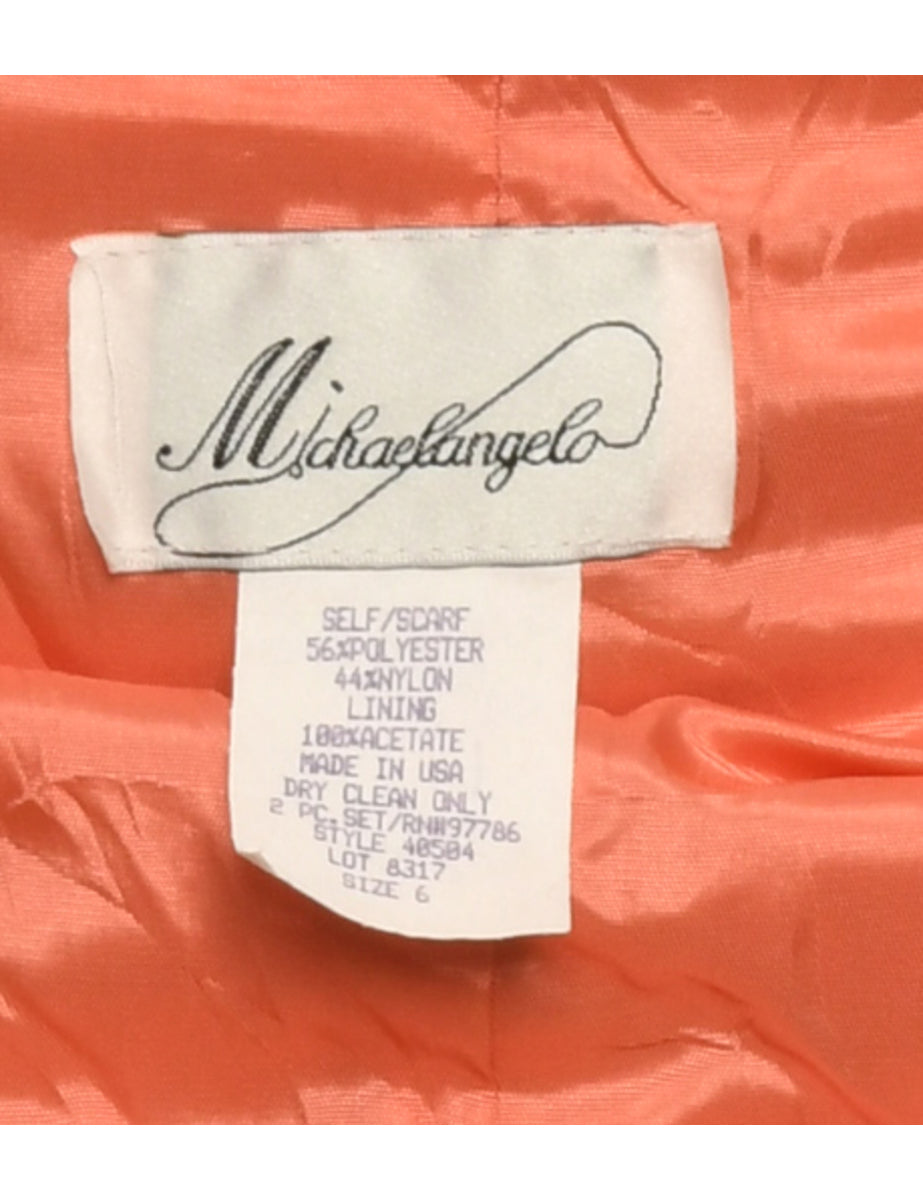 Michaelangelo
SELF/SCARF
56%POLYESTER
44%NYLON
LINING
100%ACETATE
MADE IN USA
DRY CLEAN ONLY
2 PC.SET/RN#97786
STYLE 40504
LOT 8317
SIZE 6